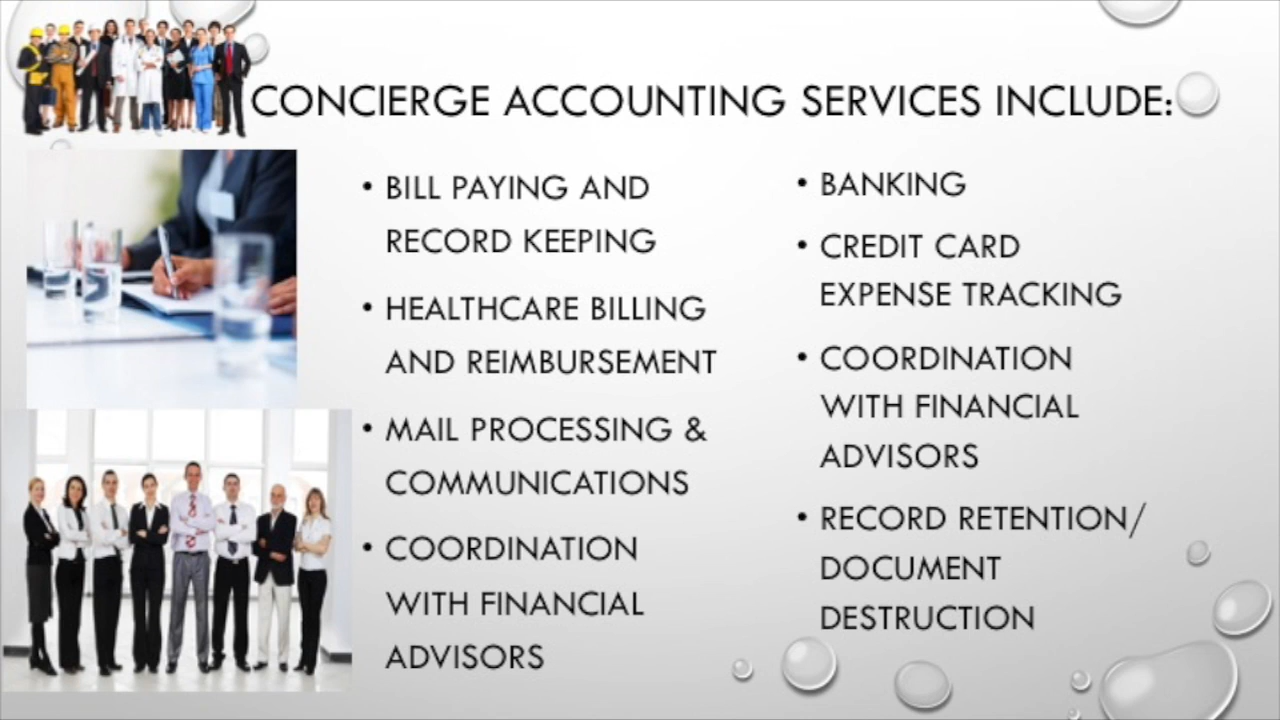 CONCIERGE ACCOUNTING SERVICES INCLUDE:
• BILL PAYING AND
RECORD KEEPING
• HEALTHCARE BILLING
AND REIMBURSEMENT
• MAIL PROCESSING &
COMMUNICATIONS
• COORDINATION
WITH FINANCIAL
ADVISORS
• BANKING
• CREDIT CARD
EXPENSE TRACKING
• COORDINATION
WITH FINANCIAL
ADVISORS
• RECORD RETENTION/
DOCUMENT
DESTRUCTION